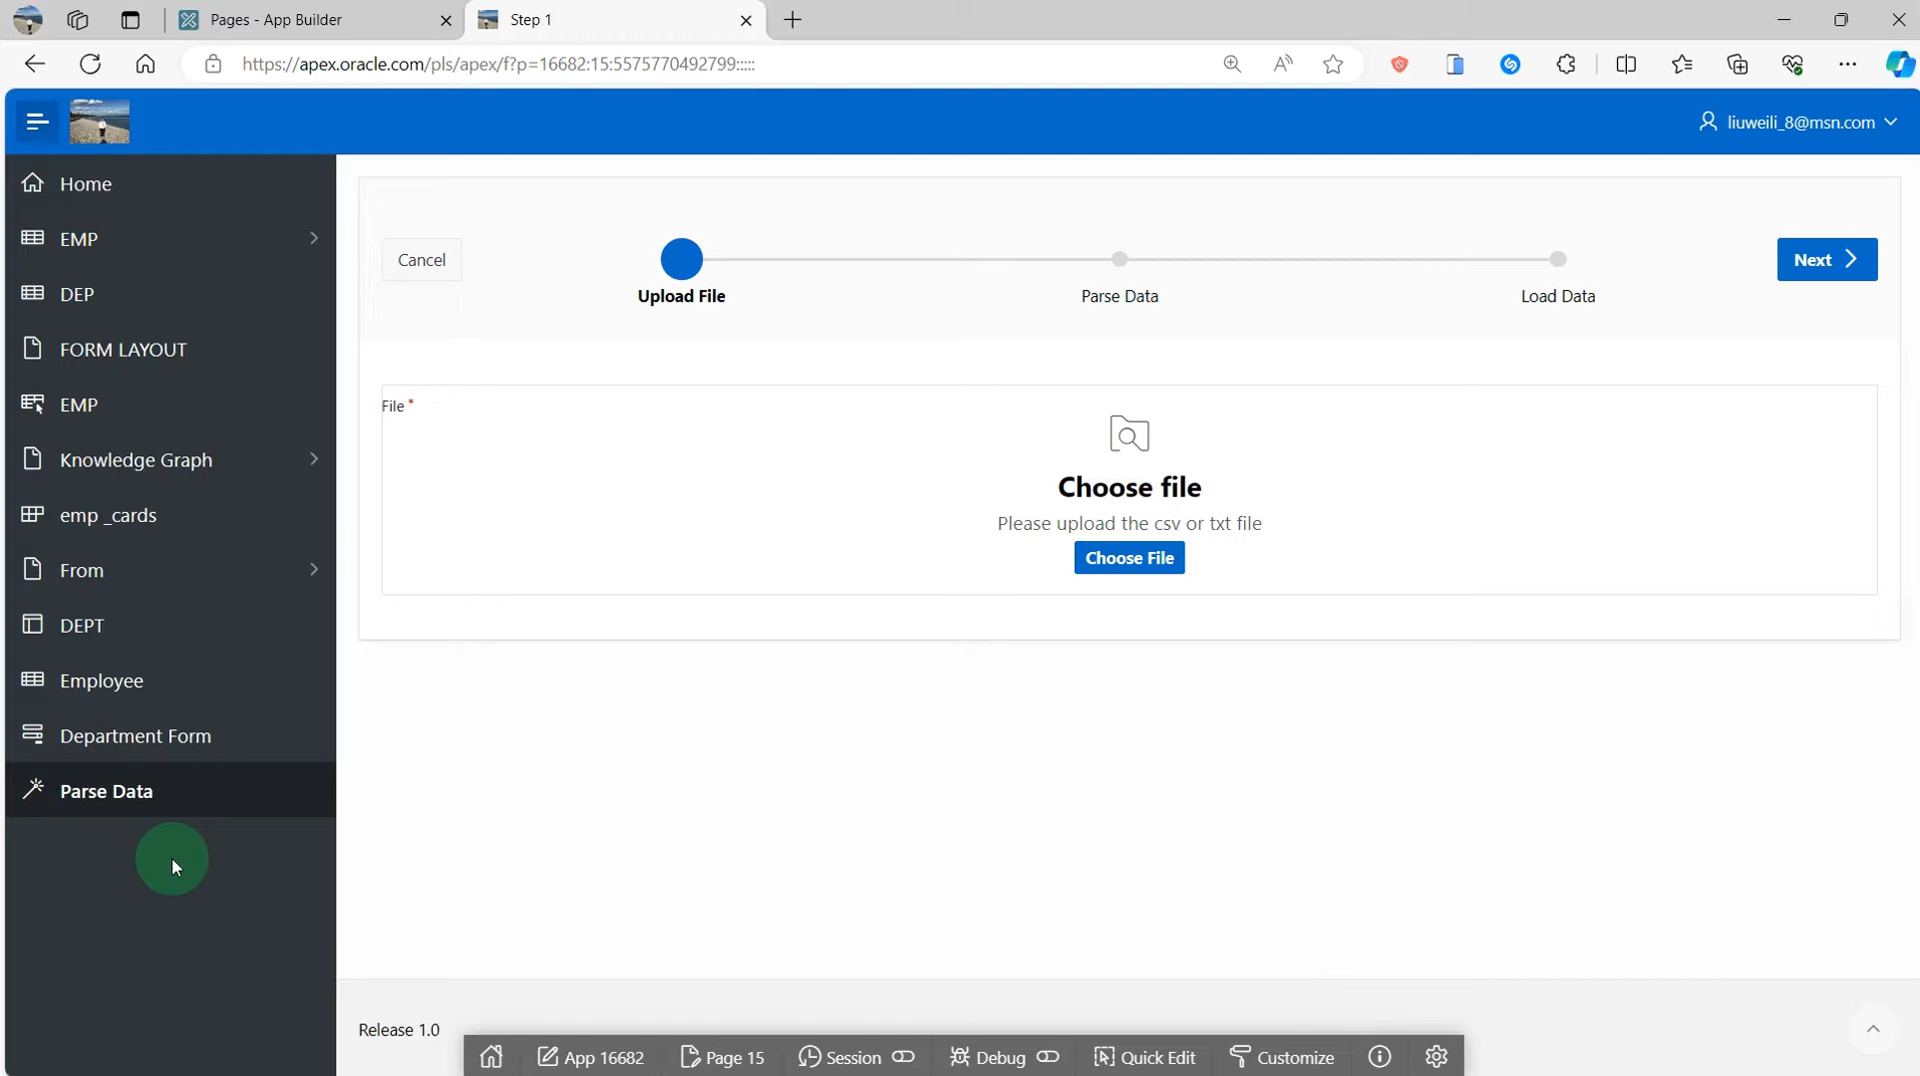 Pages - App Builder
Step 1
https://apex.oracle.com/pls/apex/f?p=16682:15:5575770492799:::::
liuweili_8@msn.com
Home
EMP
DEP
FORM LAYOUT
EMP
Knowledge Graph
emp _cards
From
DEPT
Employee
Department Form
Parse Data
Cancel
Upload File
Parse Data
Load Data
Next
File *
Choose file
Please upload the csv or txt file
Choose File
Release 1.0
App 16682
Page 15
Session
Debug
Quick Edit
Customize